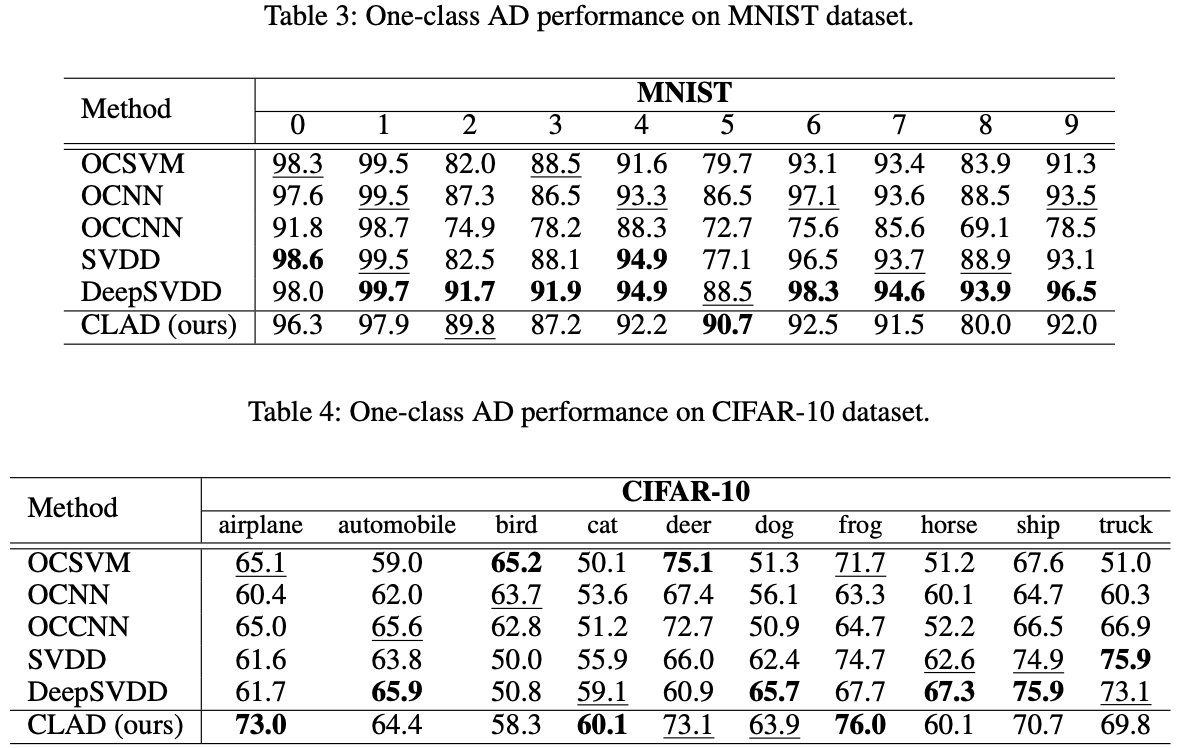 Table 3: One-class AD performance on MNIST dataset.
Method MNIST
0 1 2 3 4 5 6 7 8 9
OCSVM 98.3 99.5 82.0 88.5 91.6 79.7 93.1 93.4 83.9 91.3
OCNN 97.6 99.5 87.3 86.5 93.3 86.5 97.1 93.6 88.5 93.5
OCCNN 91.8 98.7 74.9 78.2 88.3 72.7 75.6 85.6 69.1 78.5
SVDD 98.6 99.5 82.5 88.1 94.9 77.1 96.5 93.7 88.9 93.1
DeepSVDD 98.0 99.7 91.7 91.9 94.9 88.5 98.3 94.6 93.9 96.5
CLAD (ours) 96.3 97.9 89.8 87.2 92.2 90.7 92.5 91.5 80.0 92.0
Table 4: One-class AD performance on CIFAR-10 dataset.
Method CIFAR-10
airplane automobile bird cat deer dog frog horse ship truck
OCSVM 65.1 59.0 65.2 50.1 75.1 51.3 71.7 51.2 67.6 51.0
OCNN 60.4 62.0 63.7 53.6 67.4 56.1 63.3 60.1 64.7 60.3
OCCNN 65.0 65.6 62.8 51.2 72.7 50.9 64.7 52.2 66.5 66.9
SVDD 61.6 63.8 50.0 55.9 66.0 62.4 74.7 62.6 74.9 75.9
DeepSVDD 61.7 65.9 50.8 59.1 60.9 65.7 67.7 67.3 75.9 73.1
CLAD (ours) 73.0 64.4 58.3 60.1 73.1 63.9 76.0 60.1 70.7 69.8